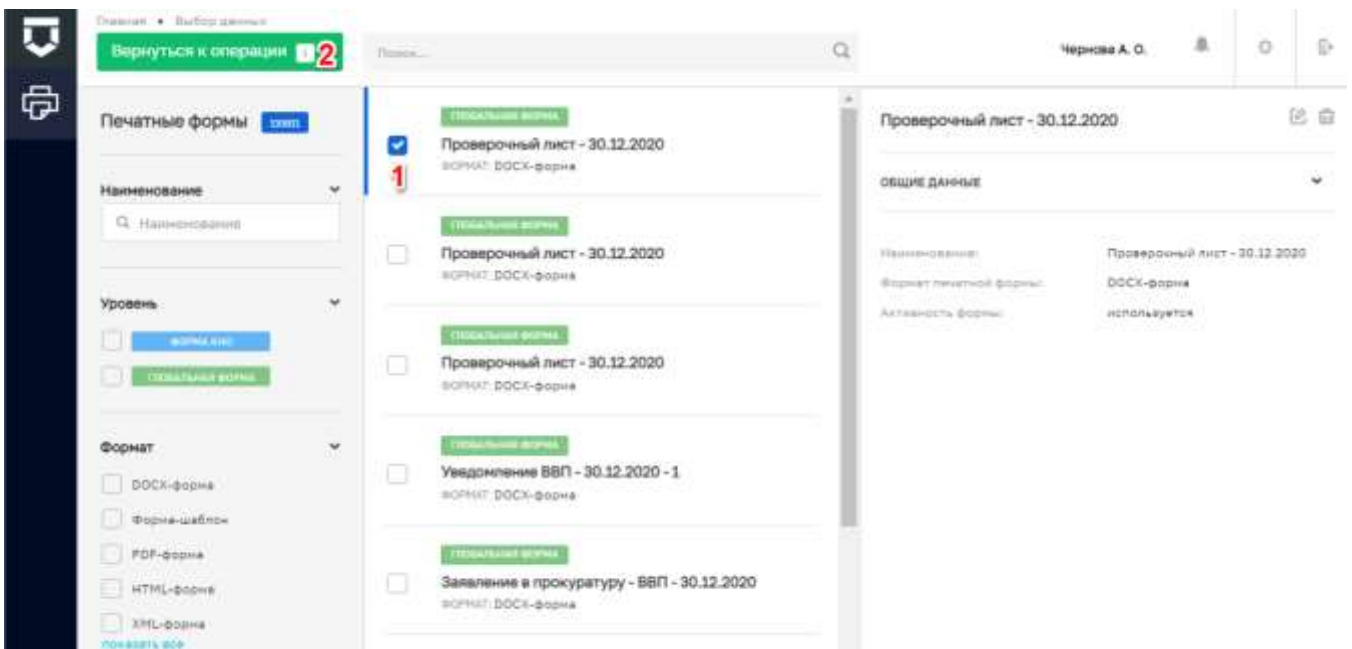 Главная • Выбор данных
Вернуться к операции 1 2
Поиск...
Чернова А. О.
Печатные формы
Наименование
Наименование
Уровень
ФОРМА КНО
ГЛОБАЛЬНАЯ ФОРМА
Формат
DOCX-форма
Форма-шаблон
PDF-форма
HTML-форма
XML-форма
показать все
ГЛОБАЛЬНАЯ ФОРМА
Проверочный лист - 30.12.2020
ФОРМАТ: DOCX-форма
1
ГЛОБАЛЬНАЯ ФОРМА
Проверочный лист - 30.12.2020
ФОРМАТ: DOCX-форма
ГЛОБАЛЬНАЯ ФОРМА
Проверочный лист - 30.12.2020
ФОРМАТ: DOCX-форма
ГЛОБАЛЬНАЯ ФОРМА
Уведомление ВВП - 30.12.2020 - 1
ФОРМАТ: DOCX-форма
ГЛОБАЛЬНАЯ ФОРМА
Заявление в прокуратуру - ВВП - 30.12.2020
ФОРМАТ: DOCX-форма
Проверочный лист - 30.12.2020
ОБЩИЕ ДАННЫЕ
Наименование: Проверочный лист - 30.12.2020
Формат печатной формы: DOCX-форма
Активность формы: используется